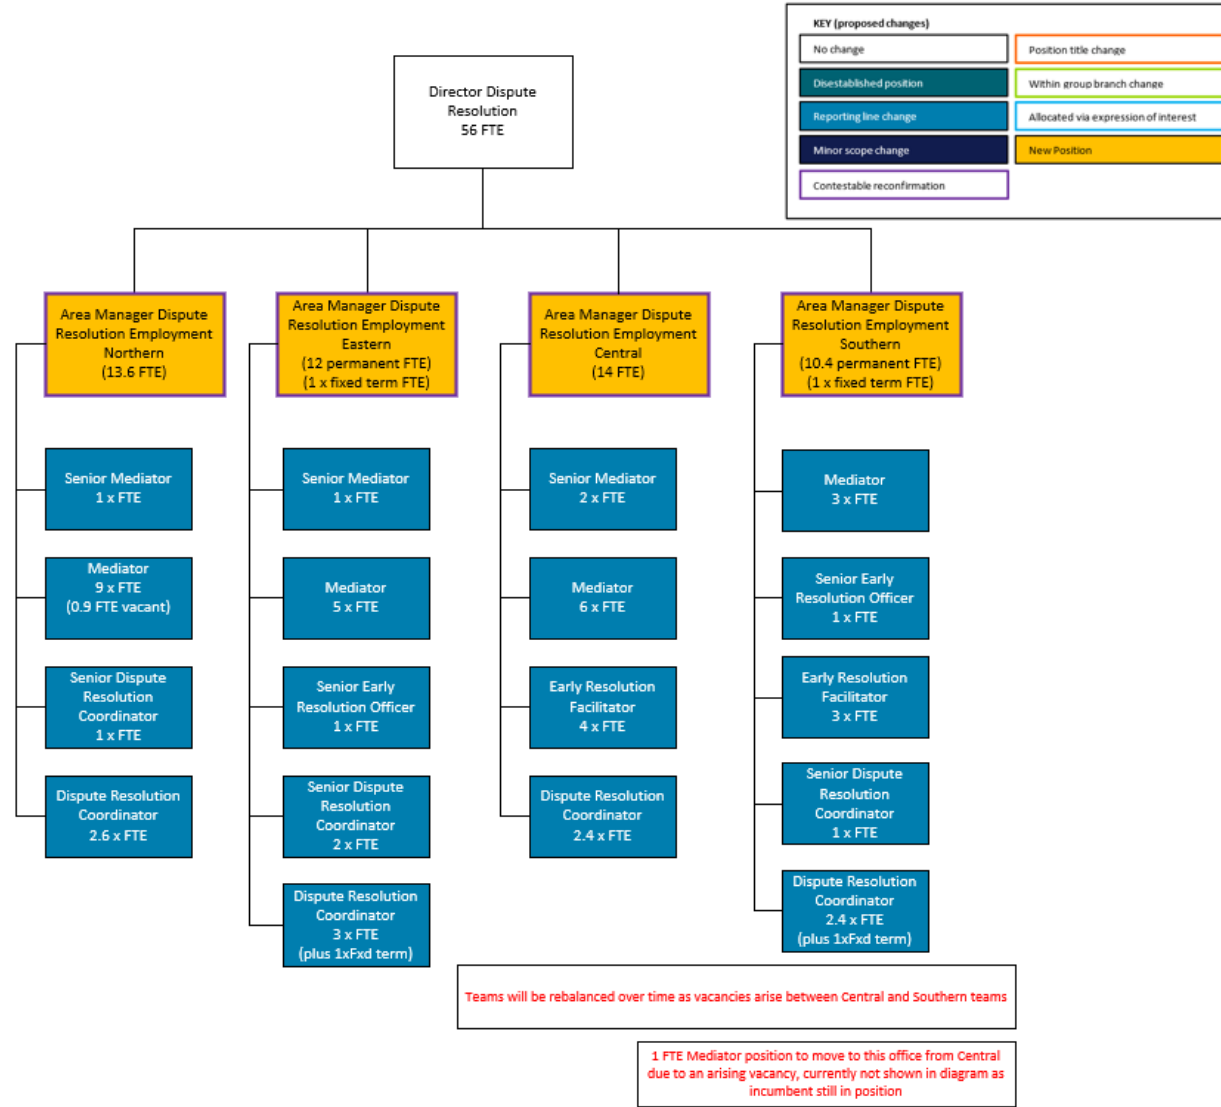 KEY (proposed changes)
No change
Position title change
Disestablished position
Within group branch change
Reporting line change
Allocated via expression of interest
Minor scope change
New Position
Contestable reconfirmation
Director Dispute
Resolution
56 FTE
Area Manager Dispute
Resolution Employment
Northern
(13.6 FTE)
Area Manager Dispute
Resolution Employment
Eastern
(12 permanent FTE)
(1 x fixed term FTE)
Area Manager Dispute
Resolution Employment
Central
(14 FTE)
Area Manager Dispute
Resolution Employment
Southern
(10.4 permanent FTE)
(1 x fixed term FTE)
Senior Mediator
1 x FTE
Mediator
9 x FTE
(0.9 FTE vacant)
Senior Dispute
Resolution
Coordinator
1 x FTE
Dispute Resolution
Coordinator
2.6 x FTE
Senior Mediator
1 x FTE
Mediator
5 x FTE
Senior Early
Resolution Officer
1 x FTE
Senior Dispute
Resolution
Coordinator
2 x FTE
Dispute Resolution
Coordinator
3 x FTE
(plus 1xFxd term)
Senior Mediator
2 x FTE
Mediator
6 x FTE
Early Resolution
Facilitator
4 x FTE
Dispute Resolution
Coordinator
2.4 x FTE
Mediator
3 x FTE
Senior Early
Resolution Officer
1 x FTE
Early Resolution
Facilitator
3 x FTE
Senior Dispute
Resolution
Coordinator
1 x FTE
Dispute Resolution
Coordinator
2.4 x FTE
(plus 1xFxd term)
Teams will be rebalanced over time as vacancies arise between Central and Southern teams
1 FTE Mediator position to move to this office from Central
due to an arising vacancy, currently not shown in diagram as
incumbent still in position